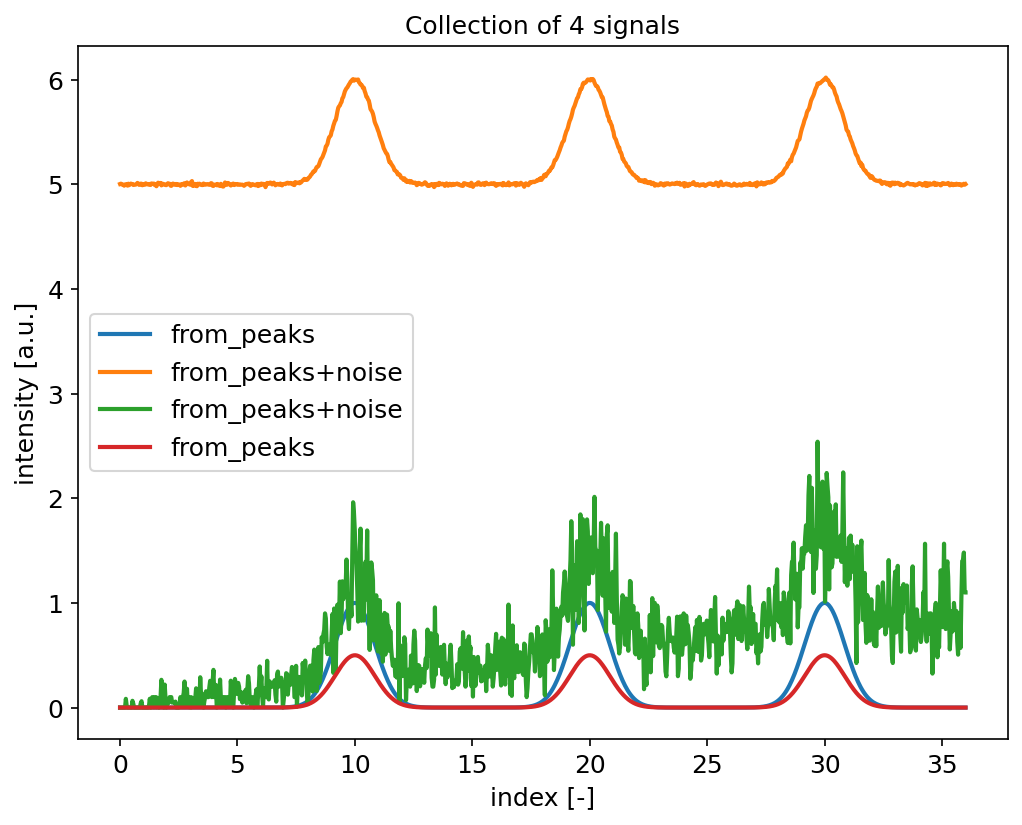 Collection of 4 signals
6
5
4
3
2
1
0
intensity [a.u.]
from_peaks
from_peaks+noise
from_peaks+noise
from_peaks
0 5 10 15 20 25 30 35
index [-]